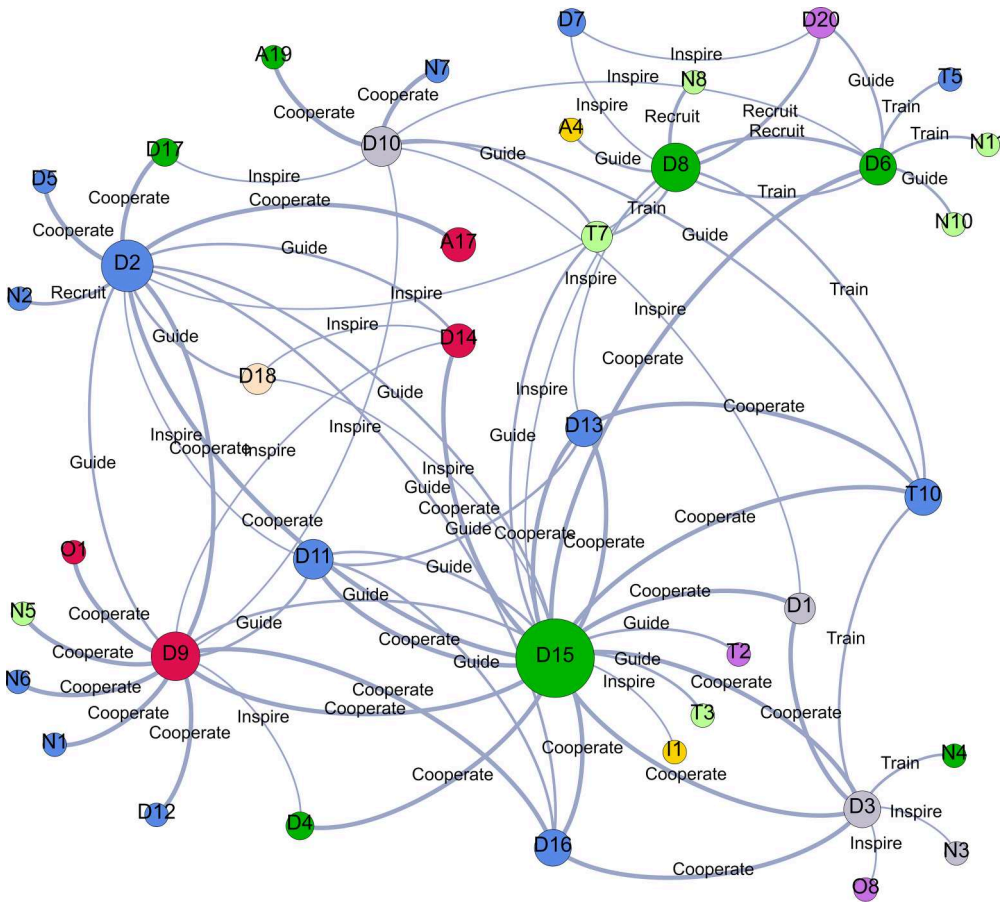 D7
D20
A19
Inspire
N7
T5
Cooperate
Cooperate
Inspire
N8
Guide
Train
Inspire
Recruit
Recruit
A4
Recruit
Train
N11
D17
D10
Guide
Guide
D8
D6
Inspire
Train
Guide
D5
Cooperate
Cooperate
Train
N10
Cooperate
A17
T7
Guide
Guide
D2
Inspire
N2
Recruit
Inspire
Train
Inspire
Guide
Inspire
D14
D18
Cooperate
Guide
Cooperate
Inspire
D13
Guide
Inspire
Cooperate
Inspire
Guide
Inspire
Guide
T10
Cooperate
Cooperate
Cooperate
Guide
Cooperate
O1
D11
Cooperate
Guide
Guide
D1
Cooperate
Guide
Cooperate
Guide
N5
Cooperate
Train
Cooperate
D9
D15
T2
Guide
Guide
N6
Cooperate
Inspire
Cooperate
Cooperate
Cooperate
Cooperate
T3
Cooperate
N1
Inspire
Cooperate
Cooperate
I1
N4
Cooperate
Cooperate
Train
D12
D3
Inspire
D4
D16
Inspire
N3
Cooperate
O8